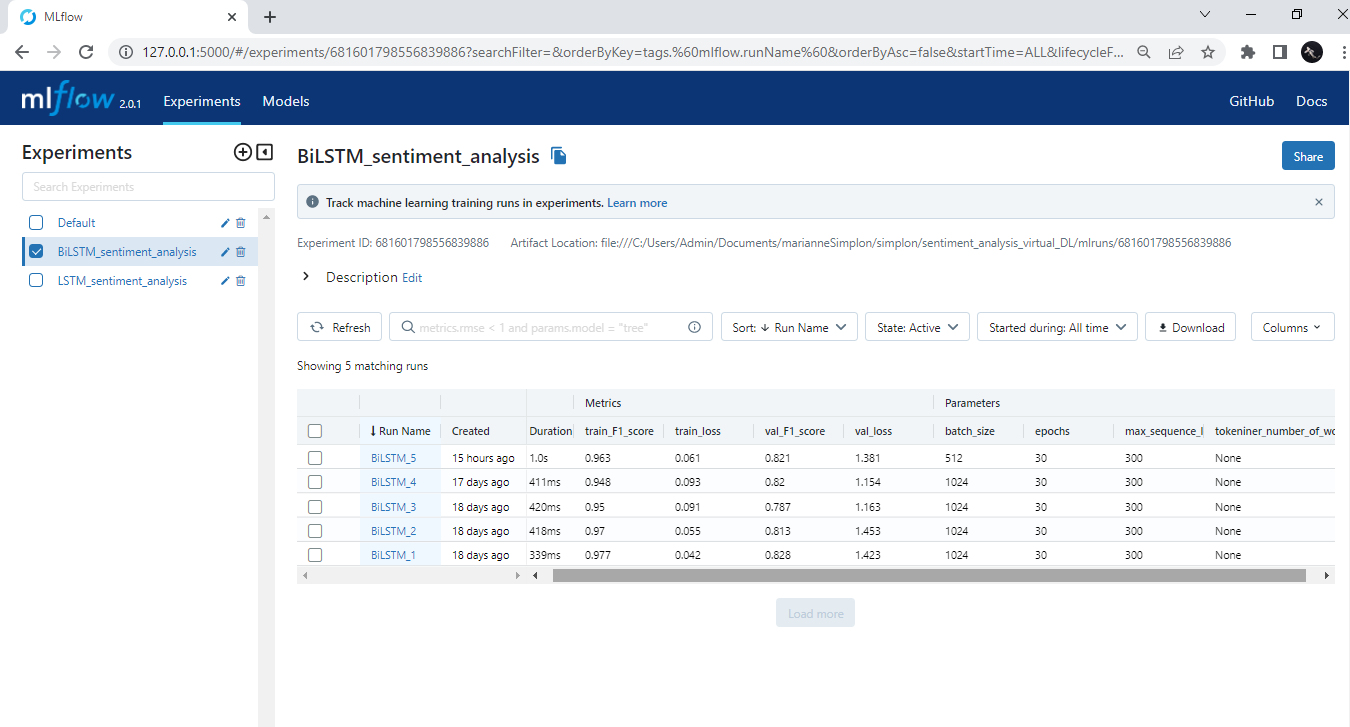 MLflow
127.0.0.1:5000/#/experiments/681601798556839886?searchFilter=&orderByKey=tags.%60mlflow.runName%60&orderByAsc=false&startTime=ALL&lifecycleF...
mlflow 2.0.1 Experiments Models GitHub Docs
Experiments
Search Experiments
Default
BiLSTM_sentiment_analysis
LSTM_sentiment_analysis
BiLSTM_sentiment_analysis
Share
Track machine learning training runs in experiments. Learn more
Experiment ID: 681601798556839886 Artifact Location: file:///C:/Users/Admin/Documents/marianneSimplon/simplon/sentiment_analysis_virtual_DL/mlruns/681601798556839886
Description Edit
Refresh metrics.rmse < 1 and params.model = "tree" Sort: Run Name State: Active Started during: All time Download Columns
Showing 5 matching runs
Metrics Parameters
Run Name Created Duration train_F1_score train_loss val_F1_score val_loss batch_size epochs max_sequence_l tokeniner_number_of_wo
BiLSTM_5 15 hours ago 1.0s 0.963 0.061 0.821 1.381 512 30 300 None
BiLSTM_4 17 days ago 411ms 0.948 0.093 0.82 1.154 1024 30 300 None
BiLSTM_3 18 days ago 420ms 0.95 0.091 0.787 1.163 1024 30 300 None
BiLSTM_2 18 days ago 418ms 0.97 0.055 0.813 1.453 1024 30 300 None
BiLSTM_1 18 days ago 339ms 0.977 0.042 0.828 1.423 1024 30 300 None
Load more